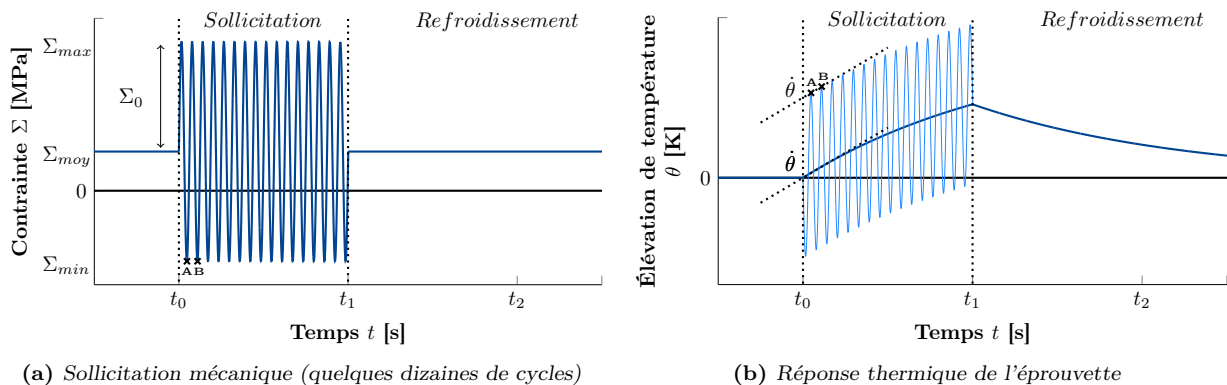 Sollicitation
Refroidissement
Contrainte Σ [MPa]
Σmax
Σ0
Σmoy
0
Σmin
A B
t0
t1
t2
Temps t [s]
(a) Sollicitation mécanique (quelques dizaines de cycles)
Sollicitation
Refroidissement
Élévation de température
θ [K]
A B
θ̇
θ̇
0
t0
t1
t2
Temps t [s]
(b) Réponse thermique de l'éprouvette